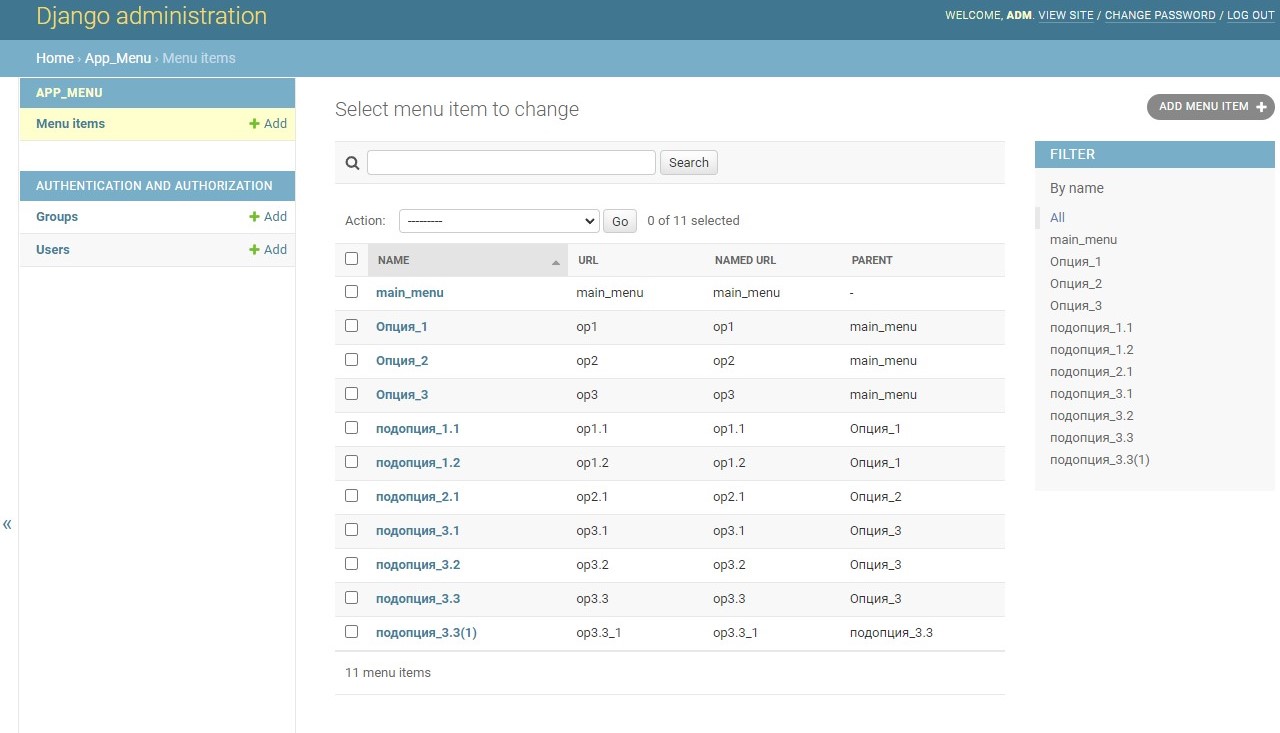 Django administration
WELCOME, ADM. VIEW SITE / CHANGE PASSWORD / LOG OUT
Home › App_Menu › Menu items
APP_MENU
Menu items + Add
AUTHENTICATION AND AUTHORIZATION
Groups + Add
Users + Add
«
Select menu item to change
ADD MENU ITEM +
Search
Action: --------- Go 0 of 11 selected
NAME URL NAMED URL PARENT
main_menu main_menu main_menu -
Опция_1 op1 op1 main_menu
Опция_2 op2 op2 main_menu
Опция_3 op3 op3 main_menu
подопция_1.1 op1.1 op1.1 Опция_1
подопция_1.2 op1.2 op1.2 Опция_1
подопция_2.1 op2.1 op2.1 Опция_2
подопция_3.1 op3.1 op3.1 Опция_3
подопция_3.2 op3.2 op3.2 Опция_3
подопция_3.3 op3.3 op3.3 Опция_3
подопция_3.3(1) op3.3_1 op3.3_1 подопция_3.3
11 menu items
FILTER
By name
All
main_menu
Опция_1
Опция_2
Опция_3
подопция_1.1
подопция_1.2
подопция_2.1
подопция_3.1
подопция_3.2
подопция_3.3
подопция_3.3(1)